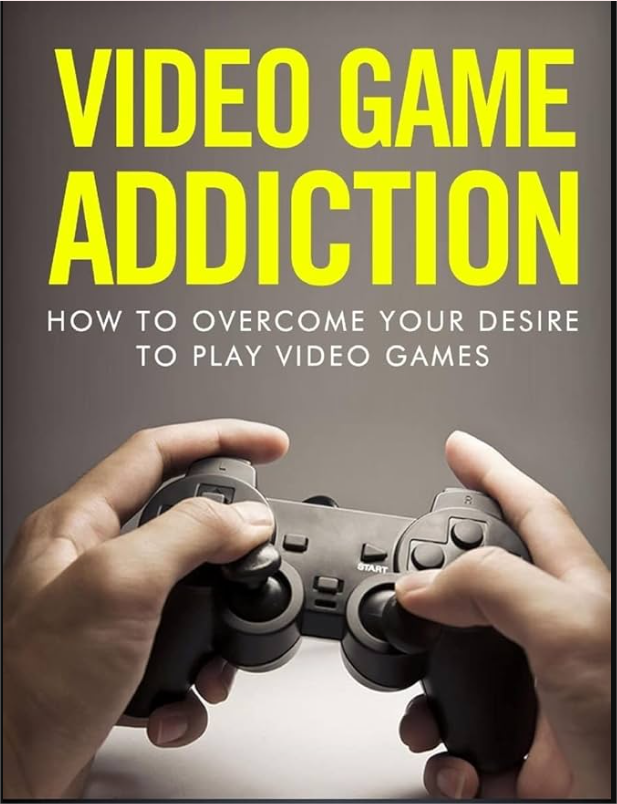 VIDEO GAME
ADDICTION
HOW TO OVERCOME YOUR DESIRE
TO PLAY VIDEO GAMES
START
R